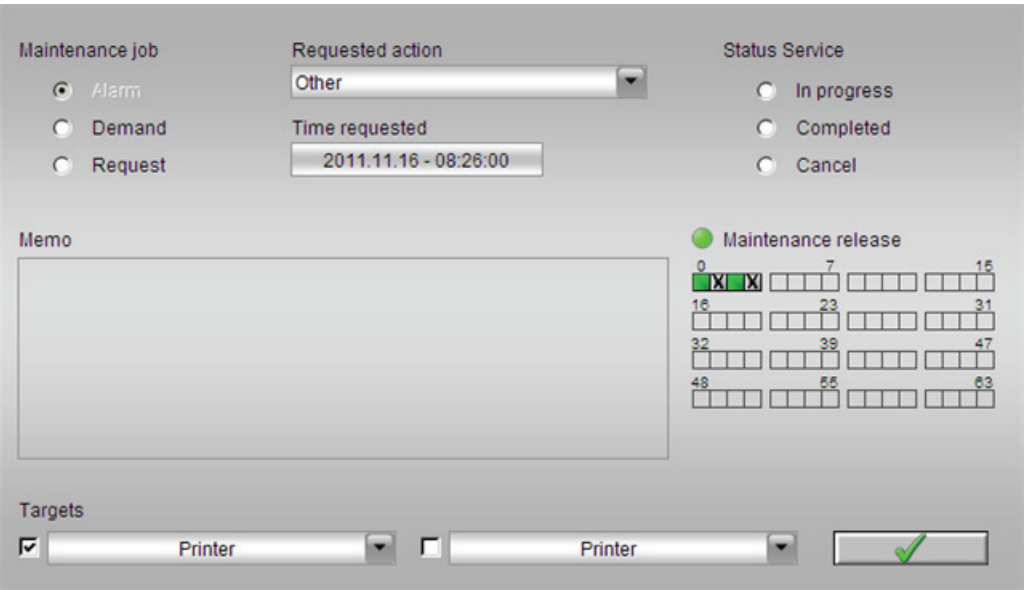 Maintenance job
Requested action
Status Service
Alarm
Other
In progress
Demand
Time requested
Completed
Request
2011.11.16 - 08:26:00
Cancel
Memo
Maintenance release
0 7 15
X X
16 23 31
32 39 47
48 55 63
Targets
Printer
Printer